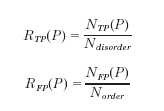 R_{TP}(P) = \frac{N_{TP}(P)}{N_{disorder}}
R_{FP}(P) = \frac{N_{FP}(P)}{N_{order}}